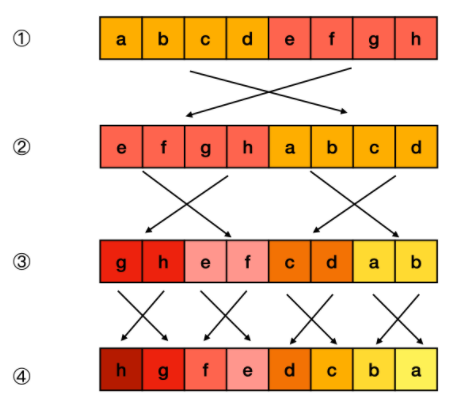 ① a b c d e f g h
② e f g h a b c d
③ g h e f c d a b
④ h g f e d c b a